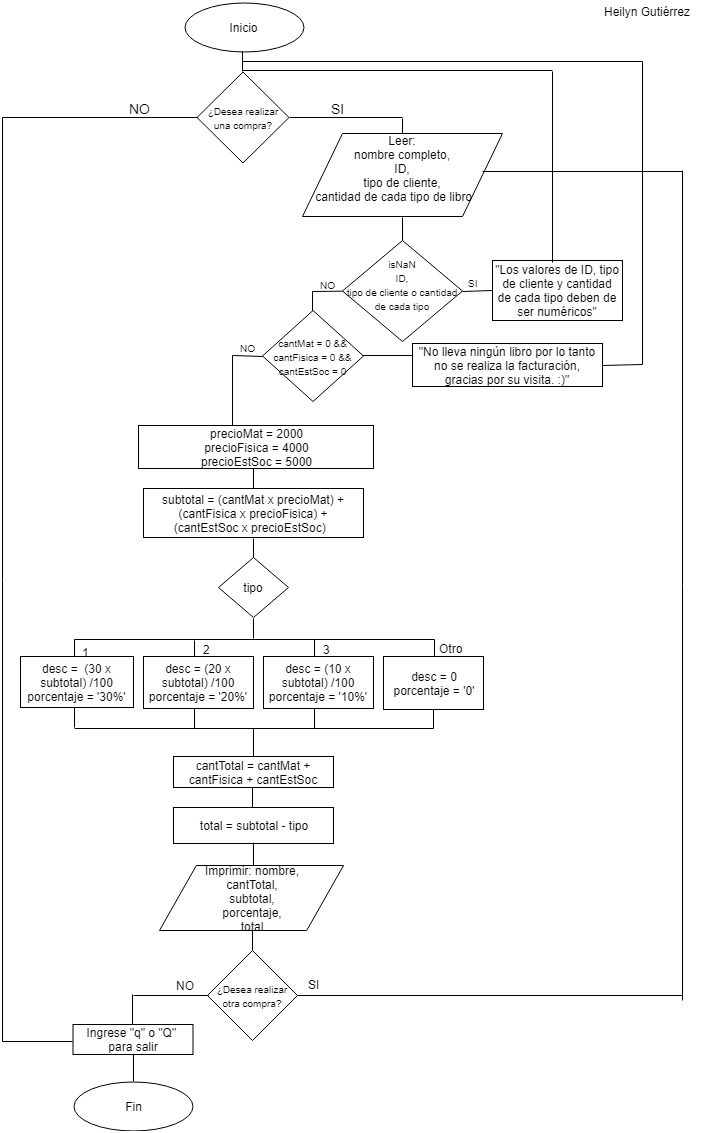 Heilyn Gutiérrez
Inicio
¿Desea realizar
una compra?
NO
SI
Leer:
nombre completo,
ID,
tipo de cliente,
cantidad de cada tipo de libro
isNaN
ID,
tipo de cliente o cantidad
de cada tipo
NO
SI
"Los valores de ID, tipo
de cliente y cantidad
de cada tipo deben de
ser numéricos"
cantMat = 0 &&
cantFisica = 0 &&
cantEstSoc = 0
NO
"No lleva ningún libro por lo tanto
no se realiza la facturación,
gracias por su visita. :)"
precioMat = 2000
precioFisica = 4000
precioEstSoc = 5000
subtotal = (cantMat x precioMat) +
(cantFisica x precioFisica) +
(cantEstSoc x precioEstSoc)
tipo
1
2
3
Otro
desc = (30 x
subtotal) /100
porcentaje = '30%'
desc = (20 x
subtotal) /100
porcentaje = '20%'
desc = (10 x
subtotal) /100
porcentaje = '10%'
desc = 0
porcentaje = '0'
cantTotal = cantMat +
cantFisica + cantEstSoc
total = subtotal - tipo
Imprimir: nombre,
cantTotal,
subtotal,
porcentaje,
total
¿Desea realizar
otra compra?
NO
SI
Ingrese "q" o "Q"
para salir
Fin